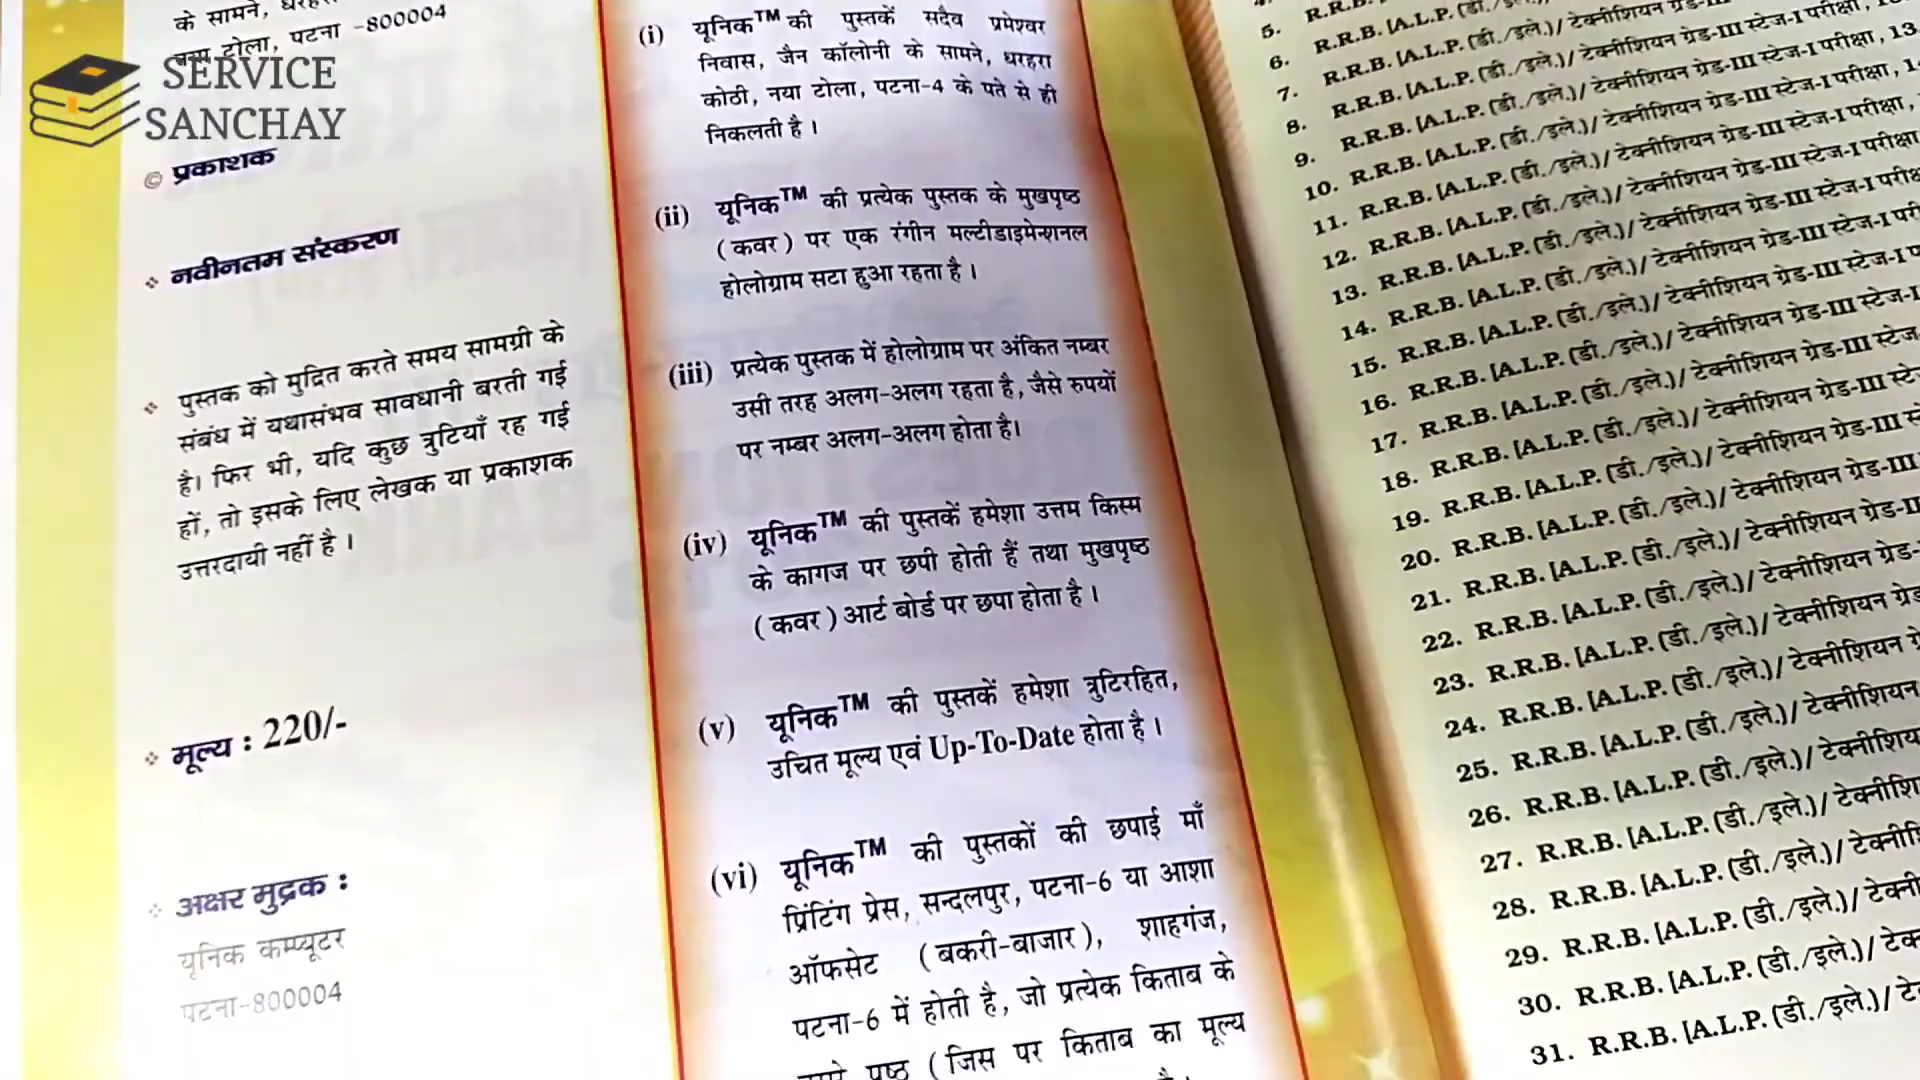 के सामने,
नया टोला, पटना -800004
SERVICE
SANCHAY
© प्रकाशक
नवीनतम संस्करण
पुस्तक को मुद्रित करते समय सामग्री के
संबंध में यथासंभव सावधानी बरती गई
है। फिर भी, यदि कुछ त्रुटियाँ रह गई
हों, तो इसके लिए लेखक या प्रकाशक
उत्तरदायी नहीं है ।
मूल्य : 220/-
अक्षर मुद्रक :
यूनिक कम्प्यूटर
पटना-800004
(i) यूनिक™ की पुस्तकें सदैव प्रमेश्वर
निवास, जैन कॉलोनी के सामने, धरहरा
कोठी, नया टोला, पटना-4 के पते से ही
निकलती है ।
(ii) यूनिक™ की प्रत्येक पुस्तक के मुखपृष्ठ
( कवर ) पर एक रंगीन मल्टीडाइमेन्शनल
होलोग्राम सटा हुआ रहता है ।
(iii) प्रत्येक पुस्तक में होलोग्राम पर अंकित नम्बर
उसी तरह अलग-अलग रहता है, जैसे रुपयों
पर नम्बर अलग-अलग होता है।
(iv) यूनिक™ की पुस्तकें हमेशा उत्तम किस्म
के कागज पर छपी होती हैं तथा मुखपृष्ठ
( कवर ) आर्ट बोर्ड पर छपा होता है ।
(v) यूनिक™ की पुस्तकें हमेशा त्रुटिरहित,
उचित मूल्य एवं Up-To-Date होता है ।
(vi) यूनिक™ की पुस्तकों की छपाई माँ
प्रिंटिंग प्रेस, सन्दलपुर, पटना-6 या आशा
ऑफसेट ( बकरी-बाजार ), शाहगंज,
पटना-6 में होती है, जो प्रत्येक किताब के
पृष्ठ ( जिस पर किताब का मूल्य
5. R.R.B.
6. R.R.B. [A.L.P. (डी./इले.)/ टेक्नीशियन
7. R.R.B. [A.L.P. (डी./इले.)/ टेक्नीशियन ग्रेड-III स्टेज-I परीक्षा,
8. R.R.B. [A.L.P. (डी./इले.)/ टेक्नीशियन ग्रेड-III स्टेज-I परीक्षा, 13
9. R.R.B. [A.L.P. (डी./इले.)/ टेक्नीशियन ग्रेड-III स्टेज-I परीक्षा,
10. R.R.B. [A.L.P. (डी./इले.)/ टेक्नीशियन ग्रेड-III स्टेज-I परीक्षा,
11. R.R.B. [A.L.P. (डी./इले.)/ टेक्नीशियन ग्रेड-III स्टेज-I परीक्षा
12. R.R.B. [A.L.P. (डी./इले.)/ टेक्नीशियन ग्रेड-III स्टेज-I
13. R.R.B. [A.L.P. (डी./इले.)/ टेक्नीशियन ग्रेड-III स्टेज-I
14. R.R.B. [A.L.P. (डी./इले.)/ टेक्नीशियन ग्रेड-III स्टेज-I
15. R.R.B. [A.L.P. (डी./इले.)/ टेक्नीशियन ग्रेड-III स्टेज-I
16. R.R.B. [A.L.P. (डी./इले.)/ टेक्नीशियन ग्रेड-III स्टेज
17. R.R.B. [A.L.P. (डी./इले.)/ टेक्नीशियन ग्रेड-III
18. R.R.B. [A.L.P. (डी./इले.)/ टेक्नीशियन ग्रेड-III
19. R.R.B. [A.L.P. (डी./इले.)/ टेक्नीशियन ग्रेड-III
20. R.R.B. [A.L.P. (डी./इले.)/ टेक्नीशियन ग्रेड-III
21. R.R.B. [A.L.P. (डी./इले.)/ टेक्नीशियन
22. R.R.B. [A.L.P. (डी./इले.)/ टेक्नीशियन
23. R.R.B. [A.L.P. (डी./इले.)/ टेक्नीशियन ग्रेड
24. R.R.B. [A.L.P. (डी./इले.)/ टेक्नीशियन
25. R.R.B. [A.L.P. (डी./इले.)/ टेक्नीशियन
26. R.R.B. [A.L.P. (डी./इले.)/
27. R.R.B. [A.L.P. (डी./इले.)/
28. R.R.B. [A.L.P. (डी./इले.)/
29. R.R.B. [A.L.P. (डी./इले.)/
30. R.R.B. [A.L.P. (डी./इले.)/
31. R.R.B. [A.L.P. (डी./इले.)/